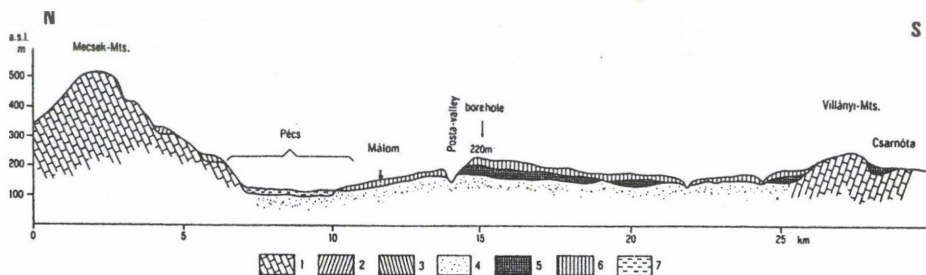 N
S
a.s.l.
m
Mecsek-Mts.
500
400
300
200
100
Pécs
Málom
Posta-valley
borehole
220m
Villányi-Mts.
Csarnóta
0
5
10
15
20
25
km
1
2
3
4
5
6
7